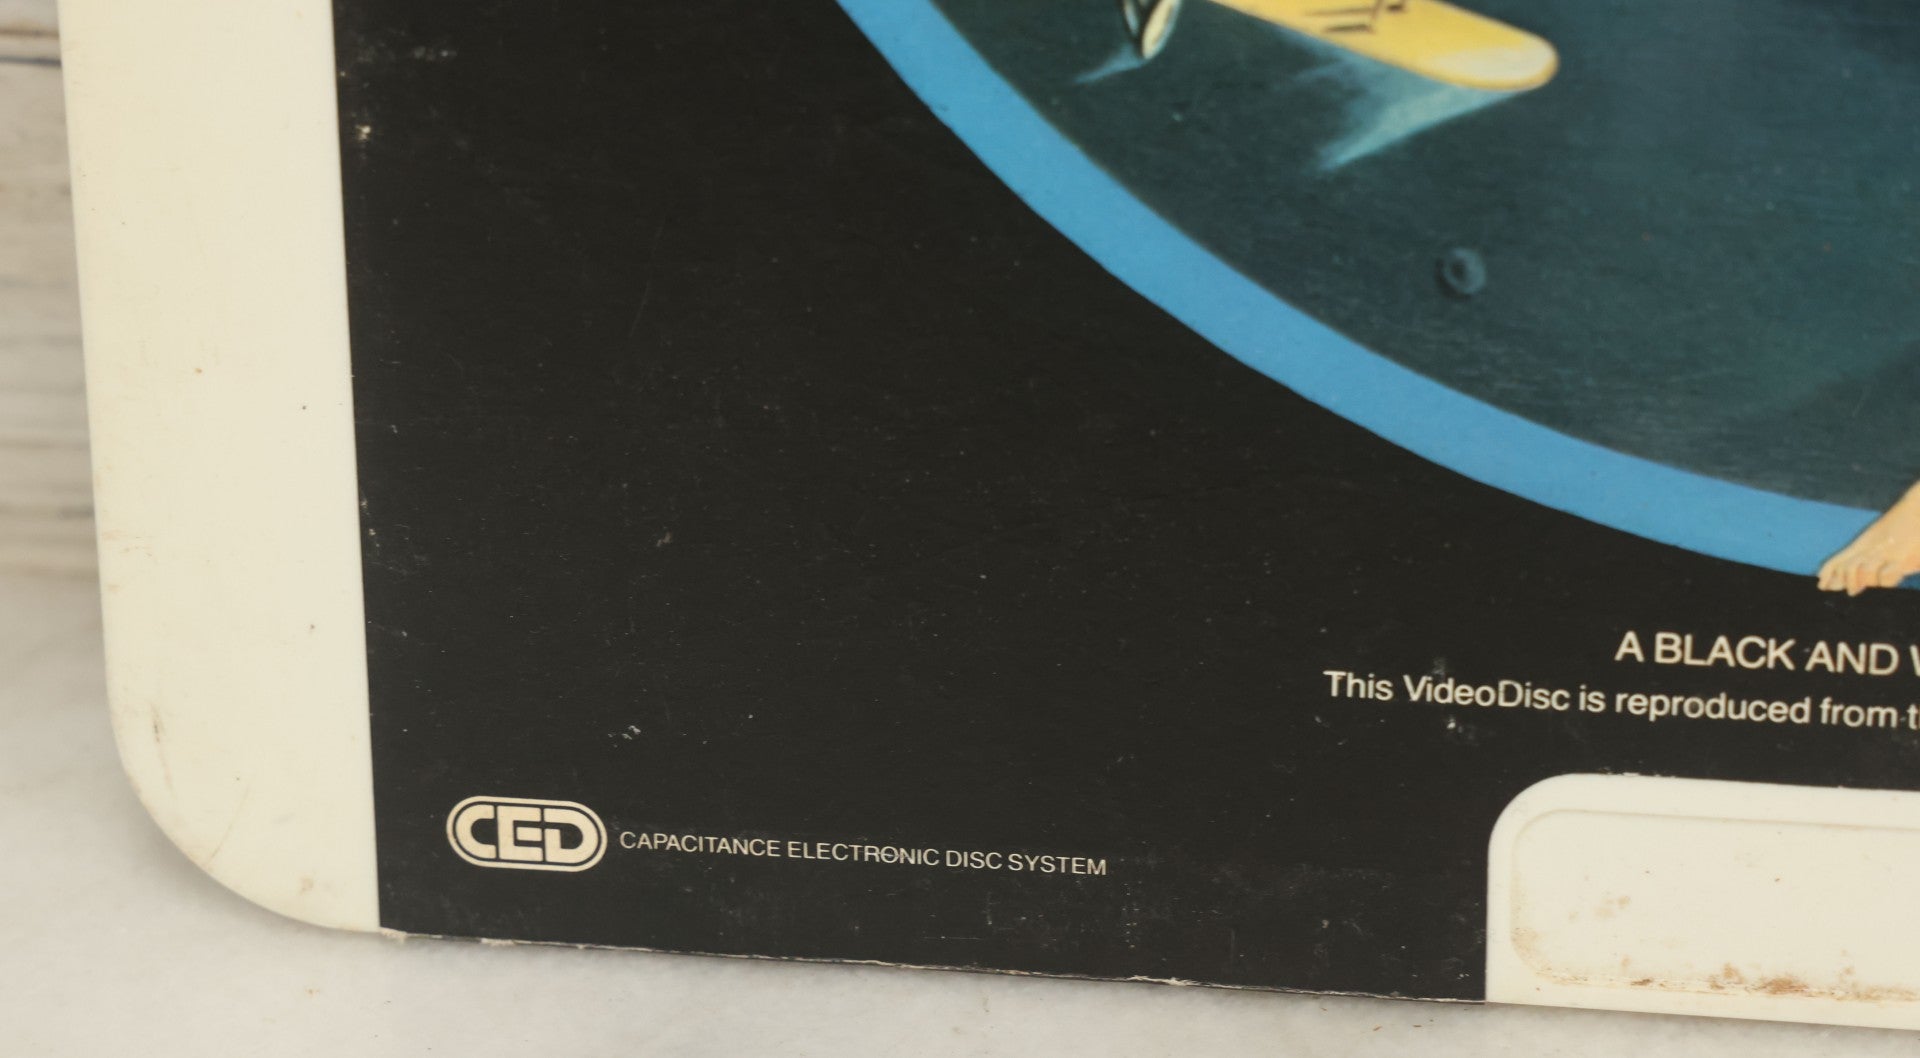 A BLACK AND
This VideoDisc is reproduced from
CED CAPACITANCE ELECTRONIC DISC SYSTEM